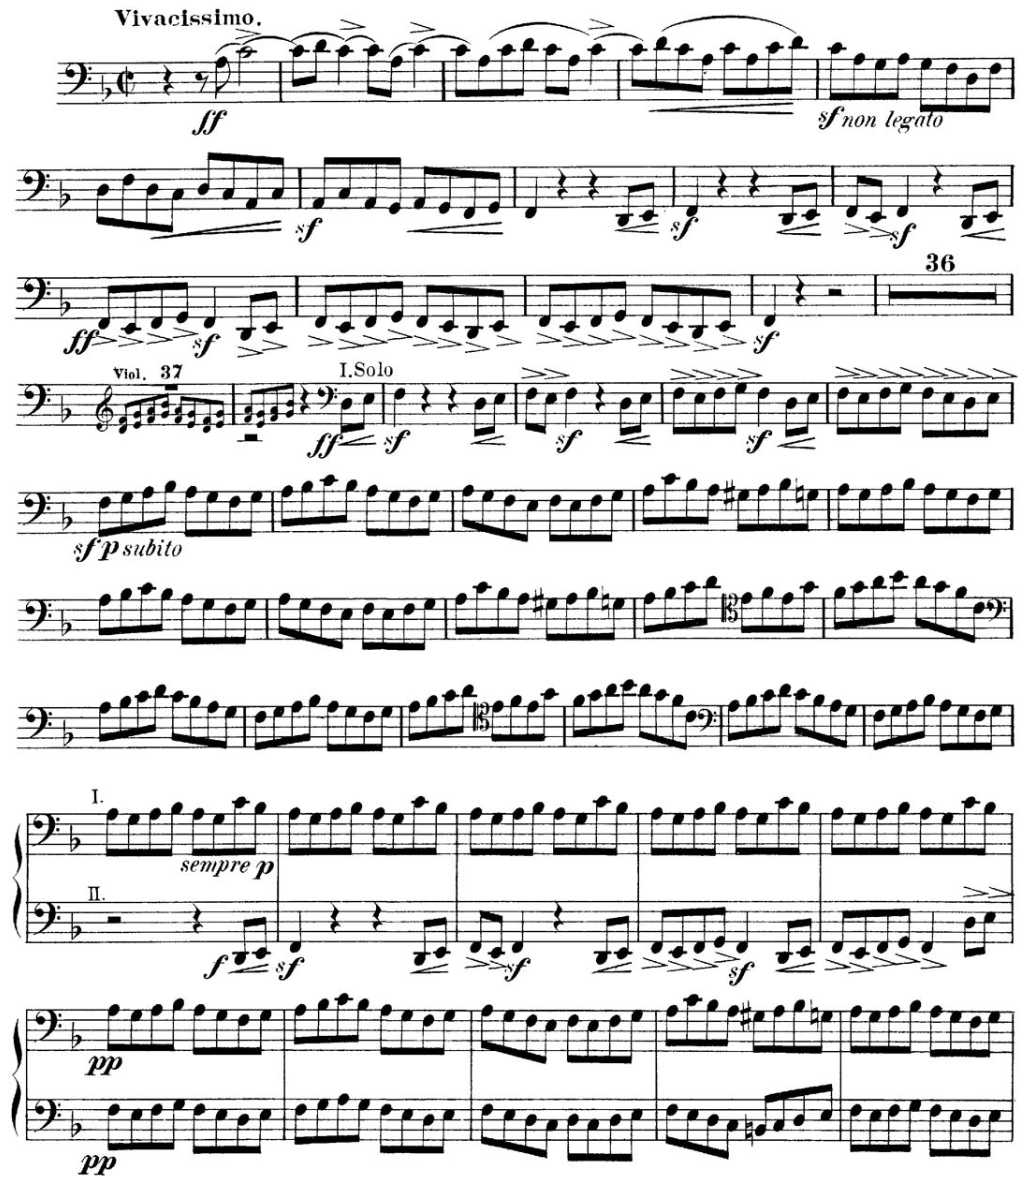 Vivacissimo.
ff
sf non legato
sf sf sf
ff sf sf 36
Viol. 37 I. Solo
ff sf sf sf
sf p subito
I.
sempre p
II.
f sf sf sf
pp
pp